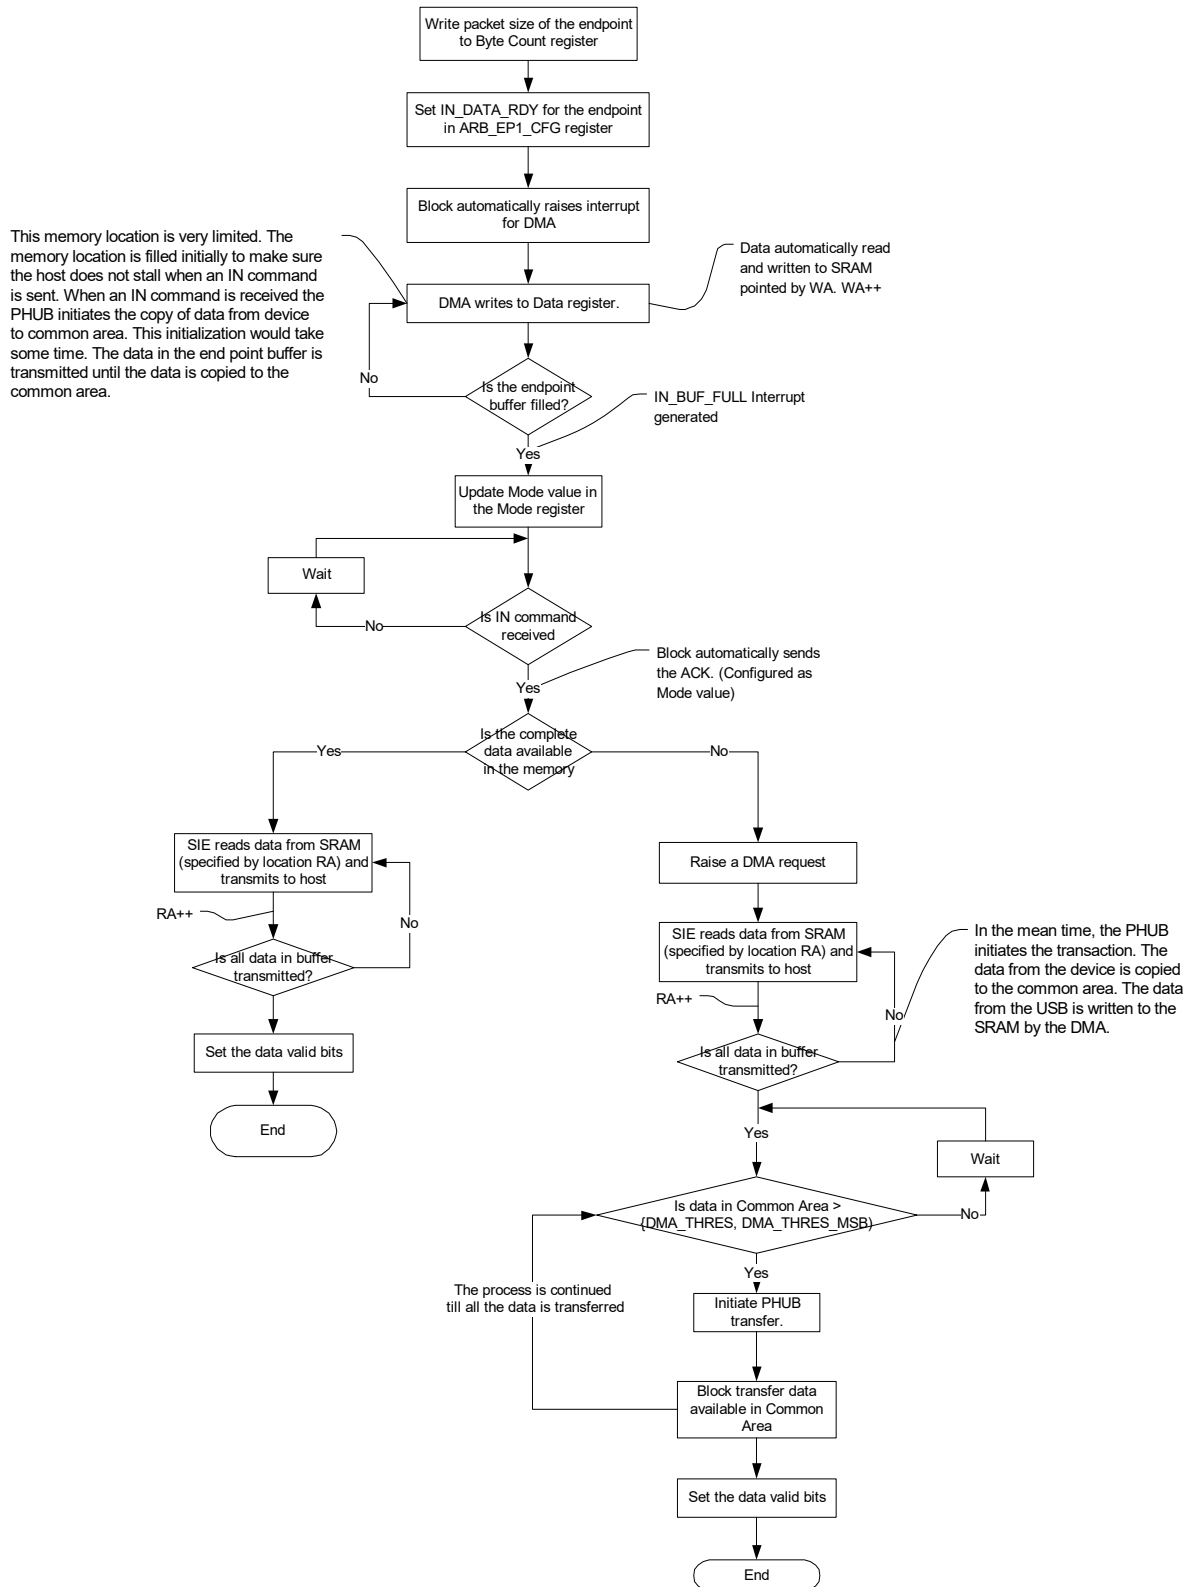 Write packet size of the endpoint
to Byte Count register
Set IN_DATA_RDY for the endpoint
in ARB_EP1_CFG register
Block automatically raises interrupt
for DMA
This memory location is very limited. The
memory location is filled initially to make sure
the host does not stall when an IN command
is sent. When an IN command is received the
PHUB initiates the copy of data from device
to common area. This initialization would take
some time. The data in the end point buffer is
transmitted until the data is copied to the
common area.
Data automatically read
and written to SRAM
pointed by WA. WA++
DMA writes to Data register.
No
Is the endpoint
buffer filled?
IN_BUF_FULL Interrupt
generated
Yes
Update Mode value in
the Mode register
Wait
Is IN command
received
No
Block automatically sends
the ACK. (Configured as
Mode value)
Yes
Is the complete
data available
in the memory
Yes
No
SIE reads data from SRAM
(specified by location RA) and
transmits to host
RA++
No
Is all data in buffer
transmitted?
Set the data valid bits
End
Raise a DMA request
SIE reads data from SRAM
(specified by location RA) and
transmits to host
RA++
No
In the mean time, the PHUB
initiates the transaction. The
data from the device is copied
to the common area. The data
from the USB is written to the
SRAM by the DMA.
Is all data in buffer
transmitted?
Yes
Wait
Is data in Common Area >
{DMA_THRES, DMA_THRES_MSB)
No
Yes
The process is continued
till all the data is transferred
Initiate PHUB
transfer.
Block transfer data
available in Common
Area
Set the data valid bits
End